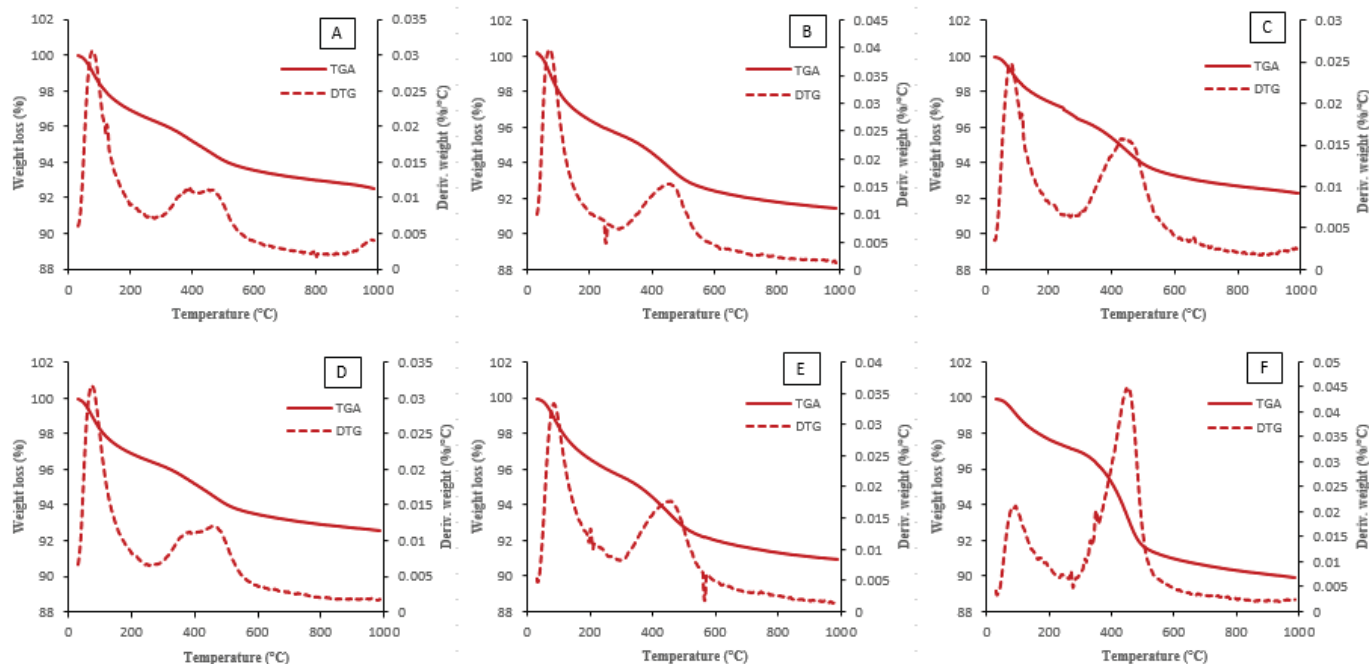 A
102
100
98
96
94
92
90
88
0.035
0.03
0.025
0.02
0.015
0.01
0.005
0
0 200 400 600 800 1000
Weight loss (%)
Deriv. weight (%/°C)
Temperature (°C)
TGA
DTG
B
102
100
98
96
94
92
90
88
0.045
0.04
0.035
0.03
0.025
0.02
0.015
0.01
0.005
0
0 200 400 600 800 1000
Weight loss (%)
Deriv. weight (%/°C)
Temperature (°C)
TGA
DTG
C
102
100
98
96
94
92
90
88
0.03
0.025
0.02
0.015
0.01
0.005
0
0 200 400 600 800 1000
Weight loss (%)
Deriv. weight (%/°C)
Temperature (°C)
TGA
DTG
D
102
100
98
96
94
92
90
88
0.035
0.03
0.025
0.02
0.015
0.01
0.005
0
0 200 400 600 800 1000
Weight loss (%)
Deriv. weight (%/°C)
Temperature (°C)
TGA
DTG
E
102
100
98
96
94
92
90
88
0.04
0.035
0.03
0.025
0.02
0.015
0.01
0.005
0
0 200 400 600 800 1000
Weight loss (%)
Deriv. weight (%/°C)
Temperature (°C)
TGA
DTG
F
102
100
98
96
94
92
90
88
0.05
0.045
0.04
0.035
0.03
0.025
0.02
0.015
0.01
0.005
0
0 200 400 600 800 1000
Weight loss (%)
Deriv. weight (%/°C)
Temperature (°C)
TGA
DTG